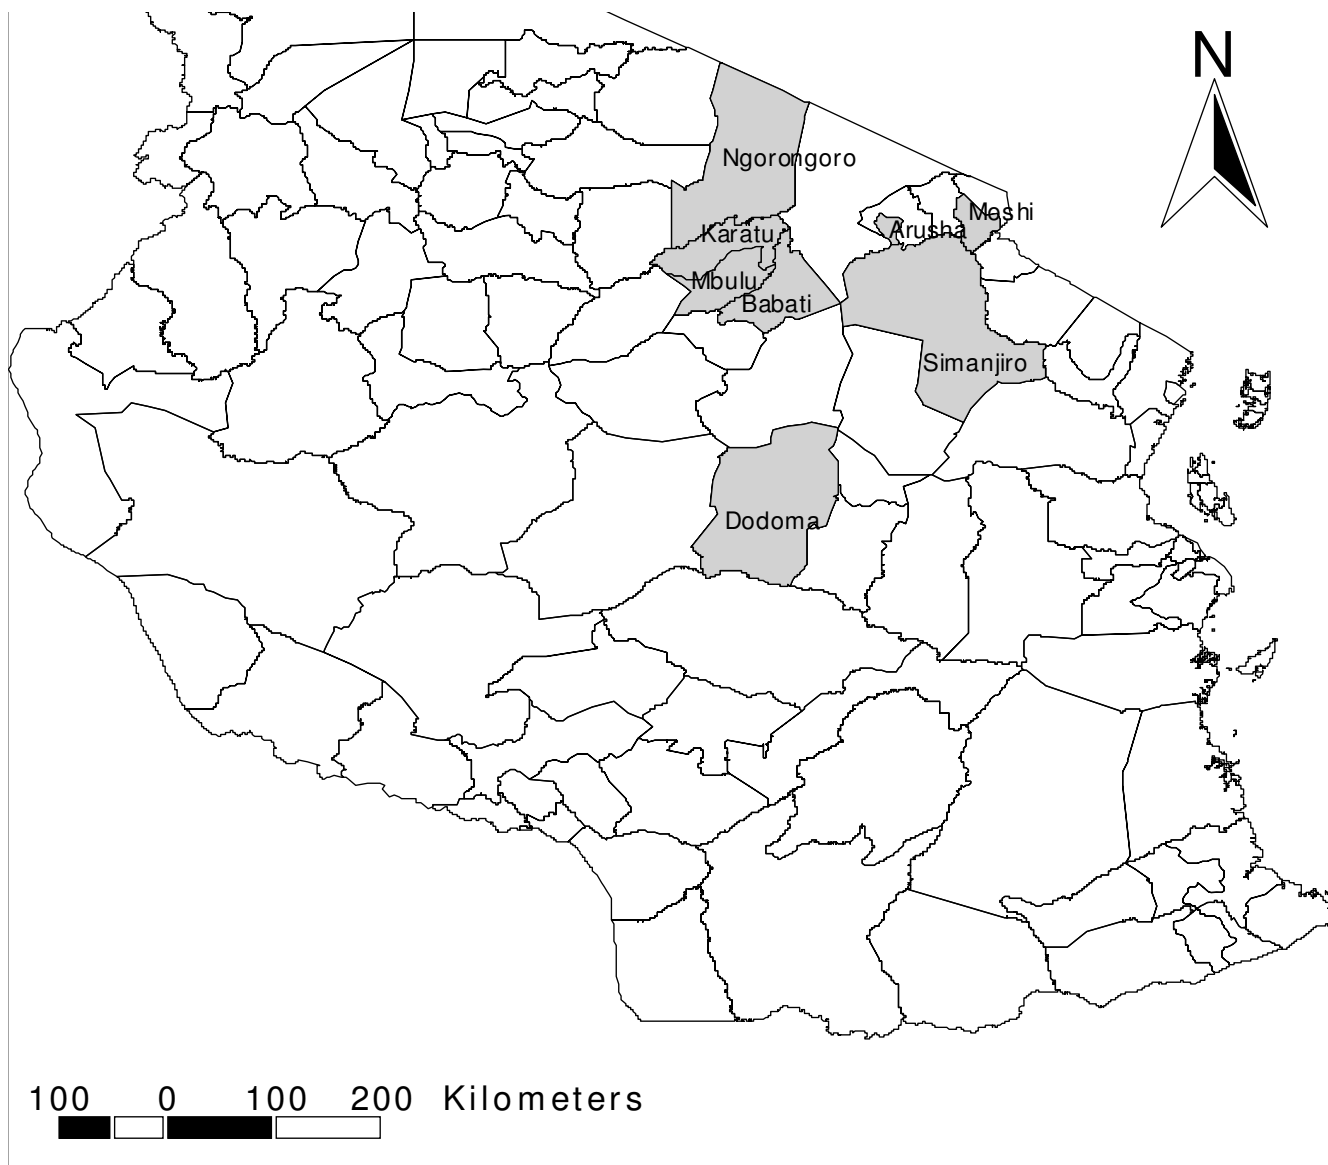 N
Ngorongoro
Moshi
Karatu
Arusha
Mbulu
Babati
Simanjiro
Dodoma
100 0 100 200 Kilometers